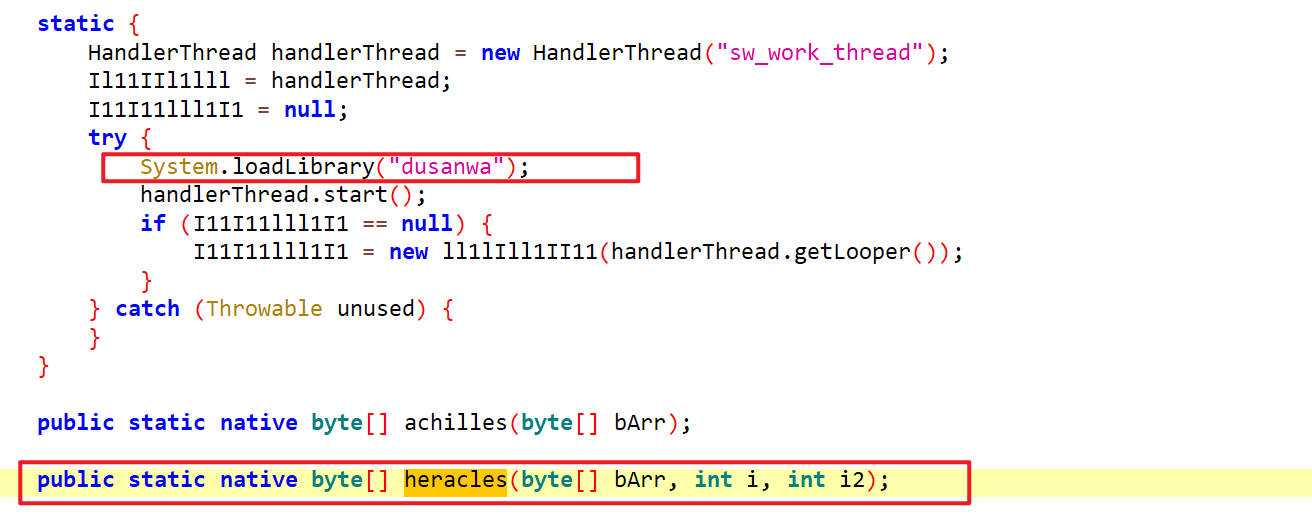 static {
HandlerThread handlerThread = new HandlerThread("sw_work_thread");
Il11IIl1lll = handlerThread;
I11I11lll1I1 = null;
try {
System.loadLibrary("dusanwa");
handlerThread.start();
if (I11I11lll1I1 == null) {
I11I11lll1I1 = new ll1lIll1II11(handlerThread.getLooper());
}
} catch (Throwable unused) {
}
}
public static native byte[] achilles(byte[] bArr);
public static native byte[] heracles(byte[] bArr, int i, int i2);